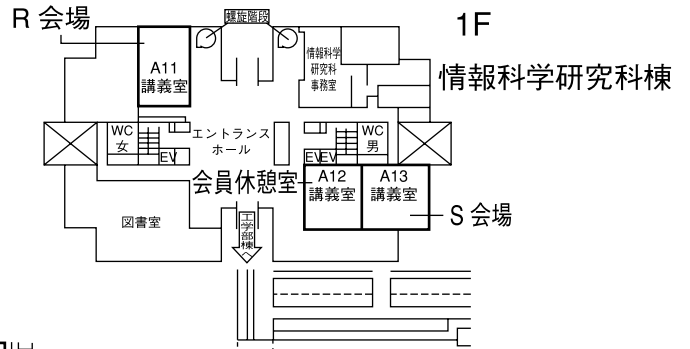 R 会場
螺旋階段
1F
情報科学研究科棟
A11
講義室
情報科学
研究科
事務室
WC
女
EV
エントランス
ホール
EV
EV
WC
男
会員休憩室
A12
講義室
A13
講義室
図書室
工学部棟へ
S 会場